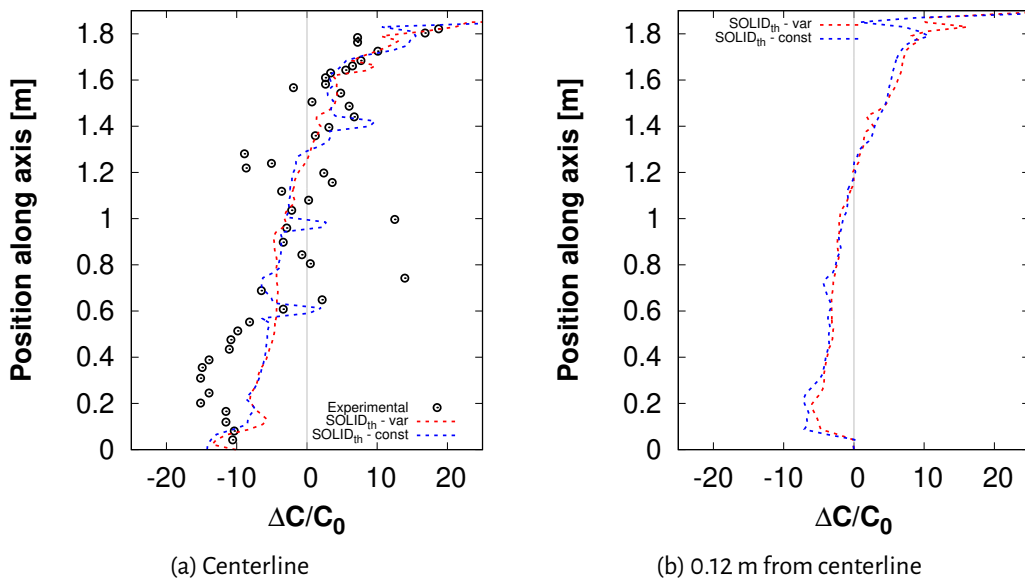 Position along axis [m]
1.8
1.6
1.4
1.2
1
0.8
0.6
0.4
0.2
0
Experimental
SOLIDth - var
SOLIDth - const
-20 -10 0 10 20
ΔC/C0
(a) Centerline
Position along axis [m]
1.8
1.6
1.4
1.2
1
0.8
0.6
0.4
0.2
0
SOLIDth - var
SOLIDth - const
-20 -10 0 10 20
ΔC/C0
(b) 0.12 m from centerline